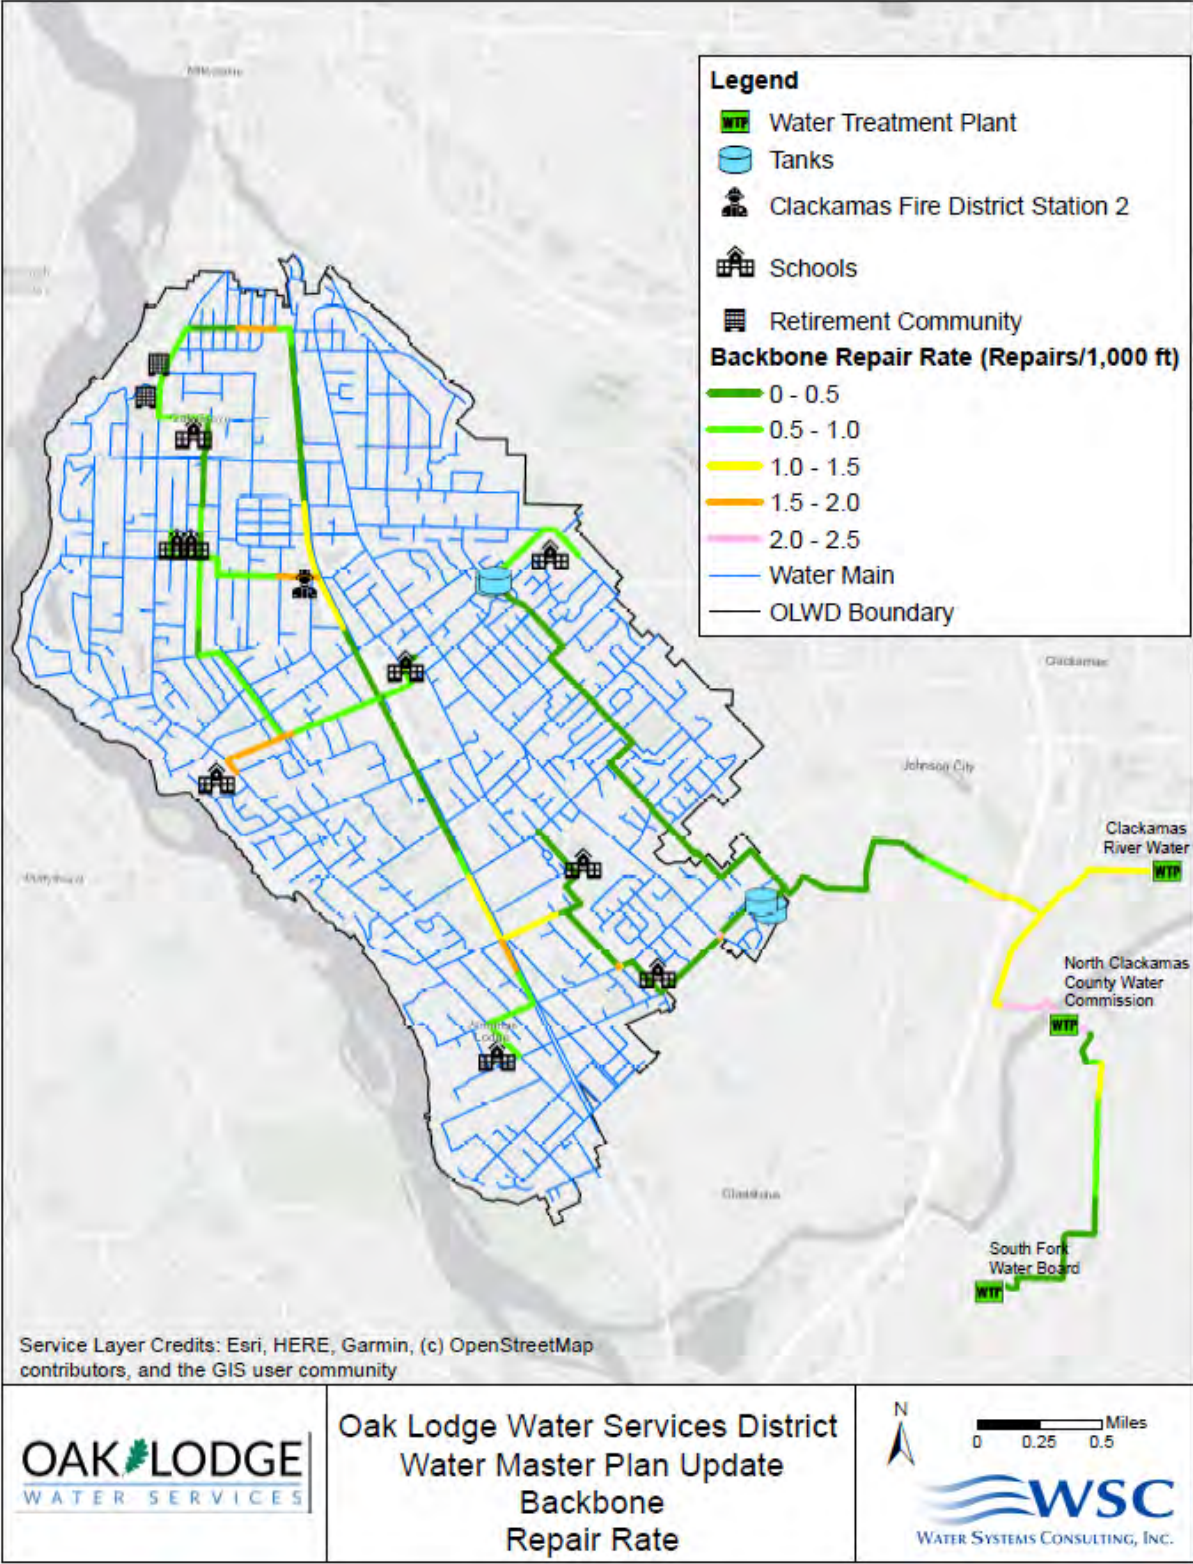 Milwaukie
Legend
WTP Water Treatment Plant
Tanks
Clackamas Fire District Station 2
Schools
Retirement Community
Backbone Repair Rate (Repairs/1,000 ft)
0 - 0.5
0.5 - 1.0
1.0 - 1.5
1.5 - 2.0
2.0 - 2.5
Water Main
OLWD Boundary
Clackamas
Johnson City
Clackamas
River Water
WTP
North Clackamas
County Water
Commission
WTP
Lodge
Gladstone
South Fork
Water Board
WTP
Service Layer Credits: Esri, HERE, Garmin, (c) OpenStreetMap
contributors, and the GIS user community
OAK LODGE
WATER SERVICES
Oak Lodge Water Services District
Water Master Plan Update
Backbone
Repair Rate
N
Miles
0 0.25 0.5
WSC
WATER SYSTEMS CONSULTING, INC.